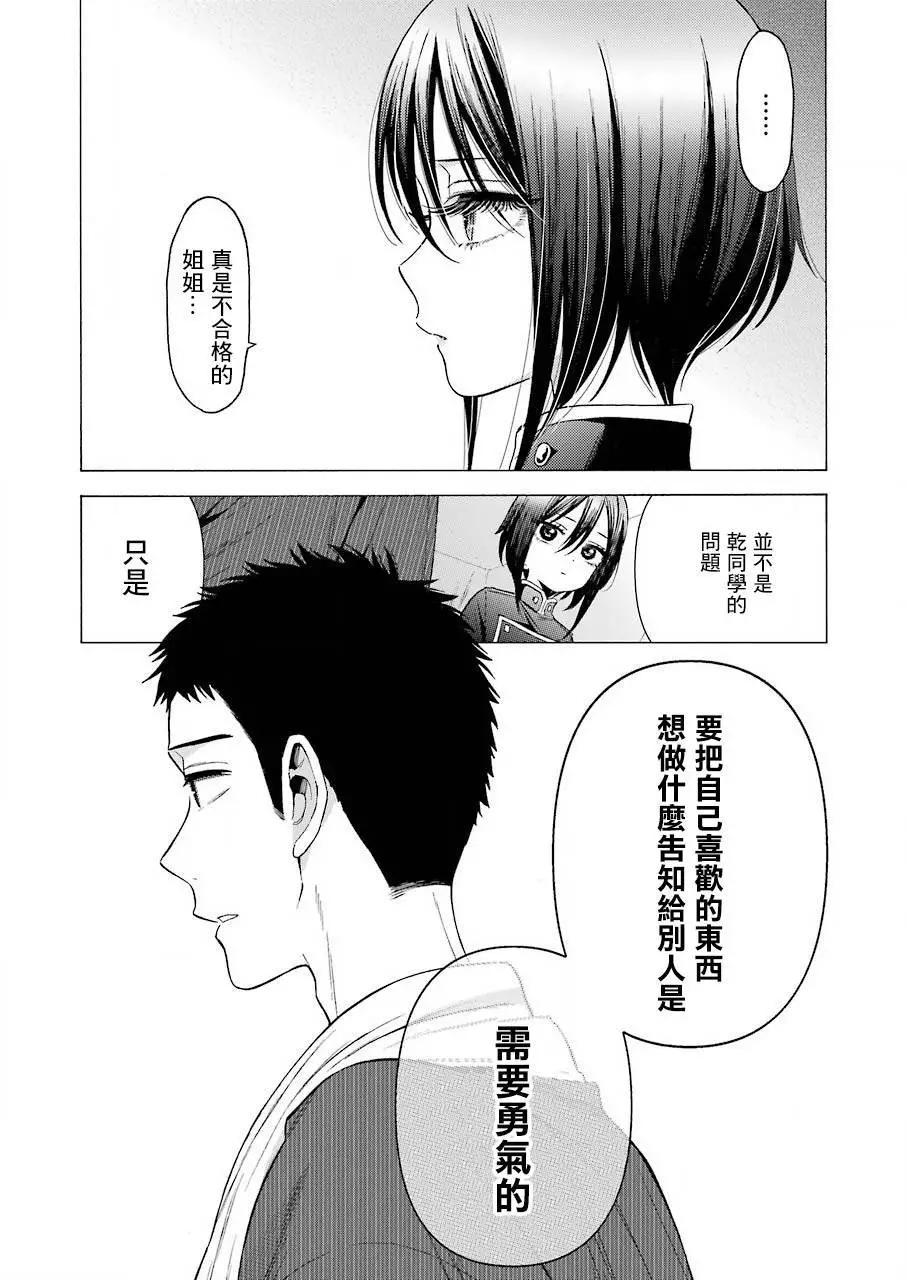 ……
真是不合格的
姐姐…
並不是
乾同學的
問題
只是
要把自己喜歡的東西
想做什麼告知給別人是
需要勇氣的